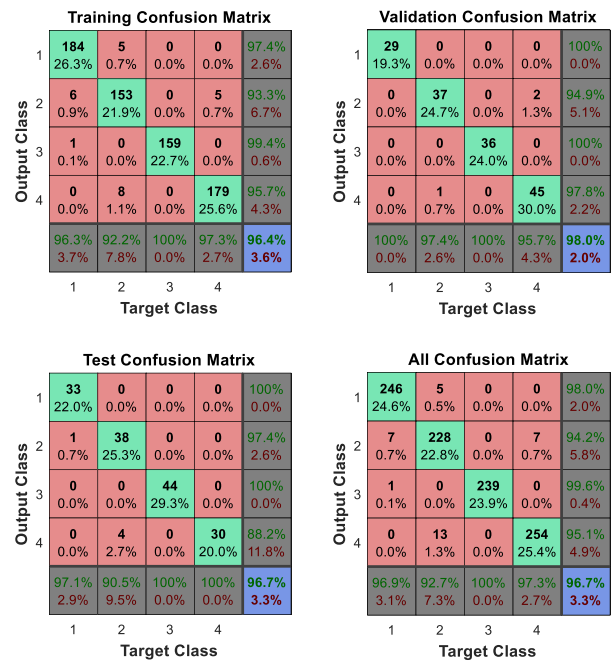 Training Confusion Matrix
Output Class
1
184 5 0 0 97.4%
26.3% 0.7% 0.0% 0.0% 2.6%
2
6 153 0 5 93.3%
0.9% 21.9% 0.0% 0.7% 6.7%
3
1 0 159 0 99.4%
0.1% 0.0% 22.7% 0.0% 0.6%
4
0 8 0 179 95.7%
0.0% 1.1% 0.0% 25.6% 4.3%
96.3% 92.2% 100% 97.3% 96.4%
3.7% 7.8% 0.0% 2.7% 3.6%
1 2 3 4
Target Class
Validation Confusion Matrix
Output Class
1
29 0 0 0 100%
19.3% 0.0% 0.0% 0.0% 0.0%
2
0 37 0 2 94.9%
0.0% 24.7% 0.0% 1.3% 5.1%
3
0 0 36 0 100%
0.0% 0.0% 24.0% 0.0% 0.0%
4
0 1 0 45 97.8%
0.0% 0.7% 0.0% 30.0% 2.2%
100% 97.4% 100% 95.7% 98.0%
0.0% 2.6% 0.0% 4.3% 2.0%
1 2 3 4
Target Class
Test Confusion Matrix
Output Class
1
33 0 0 0 100%
22.0% 0.0% 0.0% 0.0% 0.0%
2
1 38 0 0 97.4%
0.7% 25.3% 0.0% 0.0% 2.6%
3
0 0 44 0 100%
0.0% 0.0% 29.3% 0.0% 0.0%
4
0 4 0 30 88.2%
0.0% 2.7% 0.0% 20.0% 11.8%
97.1% 90.5% 100% 100% 96.7%
2.9% 9.5% 0.0% 0.0% 3.3%
1 2 3 4
Target Class
All Confusion Matrix
Output Class
1
246 5 0 0 98.0%
24.6% 0.5% 0.0% 0.0% 2.0%
2
7 228 0 7 94.2%
0.7% 22.8% 0.0% 0.7% 5.8%
3
1 0 239 0 99.6%
0.1% 0.0% 23.9% 0.0% 0.4%
4
0 13 0 254 95.1%
0.0% 1.3% 0.0% 25.4% 4.9%
96.9% 92.7% 100% 97.3% 96.7%
3.1% 7.3% 0.0% 2.7% 3.3%
1 2 3 4
Target Class